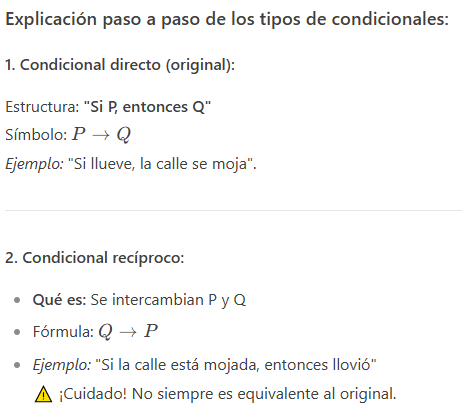 Explicación paso a paso de los tipos de condicionales:
1. Condicional directo (original):
Estructura: "Si P, entonces Q"
Símbolo: P → Q
Ejemplo: "Si llueve, la calle se moja".
2. Condicional recíproco:
• Qué es: Se intercambian P y Q
• Fórmula: Q → P
• Ejemplo: "Si la calle está mojada, entonces llovió"
⚠ ¡Cuidado! No siempre es equivalente al original.